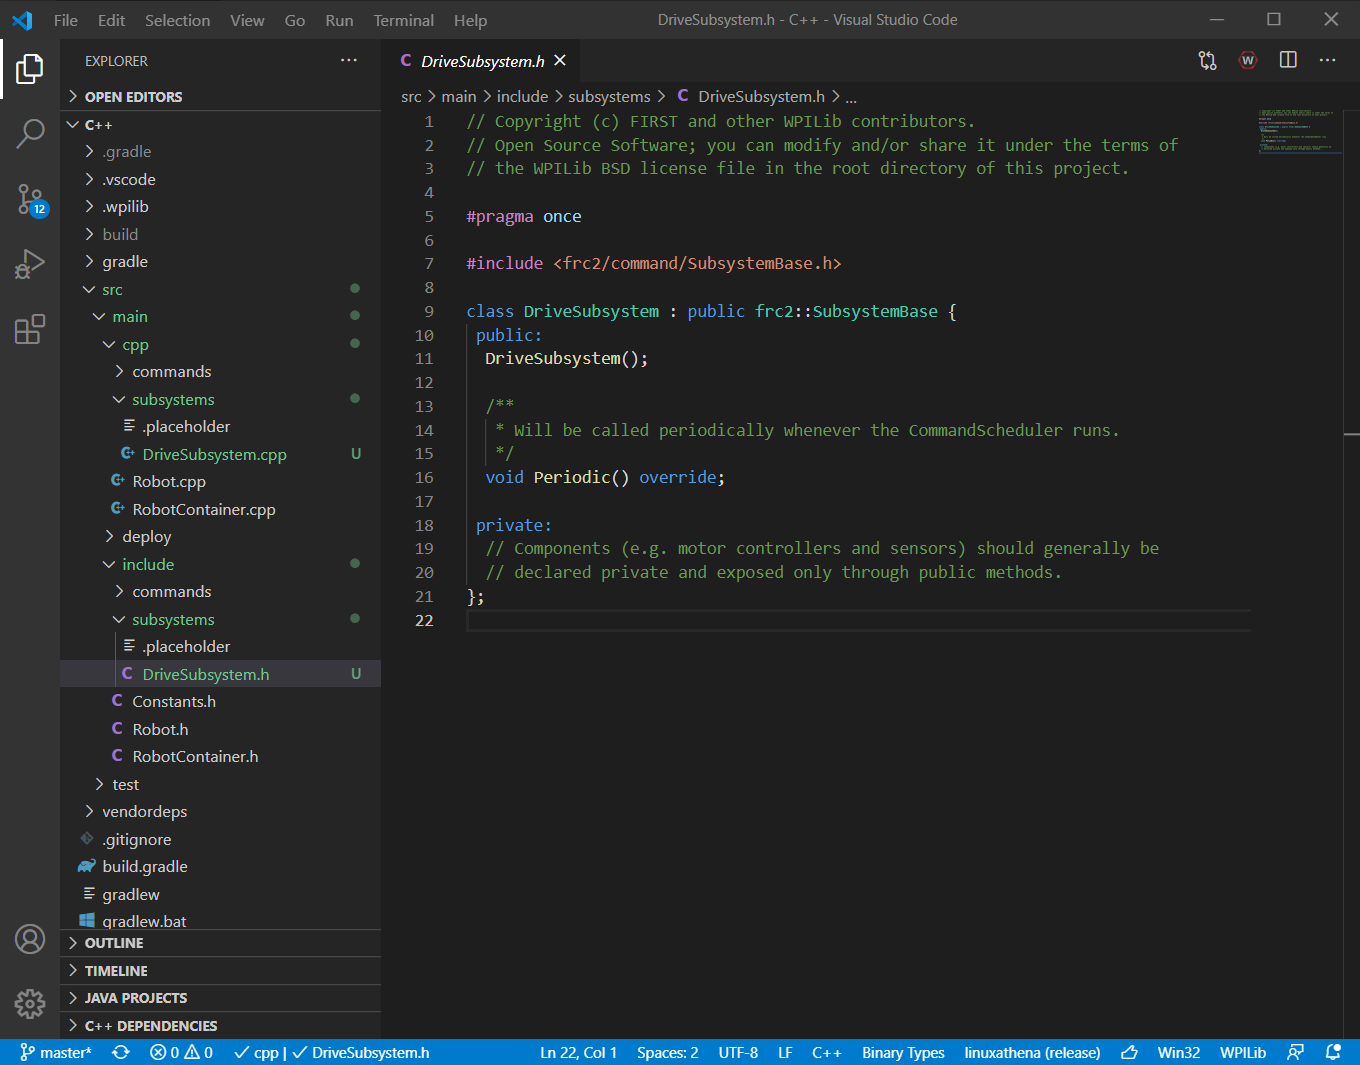 File Edit Selection View Go Run Terminal Help
DriveSubsystem.h - C++ - Visual Studio Code
EXPLORER
OPEN EDITORS
C++
.gradle
.vscode
.wpilib
build
gradle
src
main
cpp
commands
subsystems
.placeholder
DriveSubsystem.cpp U
Robot.cpp
RobotContainer.cpp
deploy
include
commands
subsystems
.placeholder
DriveSubsystem.h U
Constants.h
Robot.h
RobotContainer.h
test
vendordeps
.gitignore
build.gradle
gradlew
gradlew.bat
OUTLINE
TIMELINE
JAVA PROJECTS
C++ DEPENDENCIES
12
C DriveSubsystem.h
W
src > main > include > subsystems > C DriveSubsystem.h > ...
1 // Copyright (c) FIRST and other WPILib contributors.
2 // Open Source Software; you can modify and/or share it under the terms of
3 // the WPILib BSD license file in the root directory of this project.
4
5 #pragma once
6
7 #include <frc2/command/SubsystemBase.h>
8
9 class DriveSubsystem : public frc2::SubsystemBase {
10 public:
11 DriveSubsystem();
12
13 /**
14 * Will be called periodically whenever the CommandScheduler runs.
15 */
16 void Periodic() override;
17
18 private:
19 // Components (e.g. motor controllers and sensors) should generally be
20 // declared private and exposed only through public methods.
21 };
22
master* 0 0 cpp | DriveSubsystem.h Ln 22, Col 1 Spaces: 2 UTF-8 LF C++ Binary Types linuxathena (release) Win32 WPILib